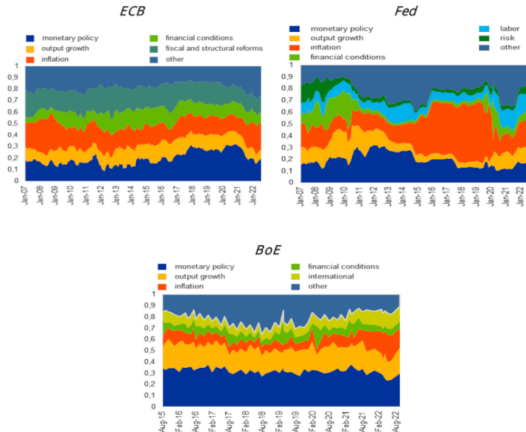 ECB
monetary policy
output growth
inflation
financial conditions
fiscal and structural reforms
other
1
0,9
0,8
0,7
0,6
0,5
0,4
0,3
0,2
0,1
0
Jan-07
Jan-08
Jan-09
Jan-10
Jan-11
Jan-12
Jan-13
Jan-14
Jan-15
Jan-16
Jan-17
Jan-18
Jan-19
Jan-20
Jan-21
Jan-22
Fed
monetary policy
output growth
inflation
financial conditions
labor
risk
other
1
0,9
0,8
0,7
0,6
0,5
0,4
0,3
0,2
0,1
0
Jan-07
Jan-08
Jan-09
Jan-10
Jan-11
Jan-12
Jan-13
Jan-14
Jan-15
Jan-16
Jan-17
Jan-18
Jan-19
Jan-20
Jan-21
Jan-22
BoE
monetary policy
output growth
inflation
financial conditions
international
other
1
0,9
0,8
0,7
0,6
0,5
0,4
0,3
0,2
0,1
0
Aug-15
Feb-16
Aug-16
Feb-17
Aug-17
Feb-18
Aug-18
Feb-19
Aug-19
Feb-20
Aug-20
Feb-21
Aug-21
Feb-22
Aug-22